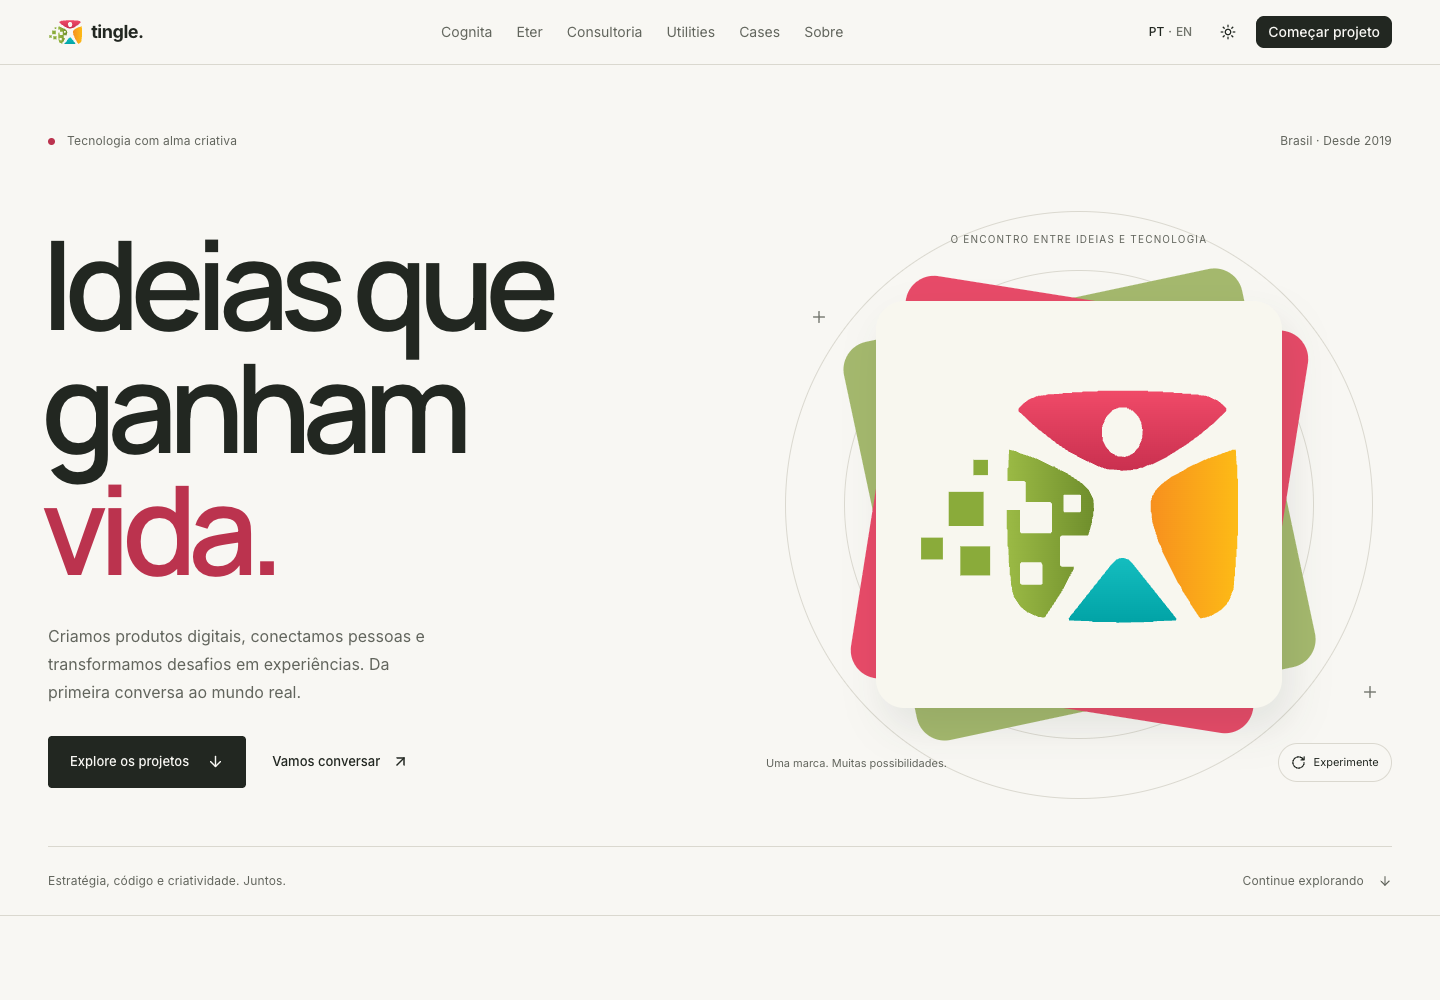 tingle.
Cognita
Eter
Consultoria
Utilities
Cases
Sobre
PT · EN
Começar projeto
Tecnologia com alma criativa
Brasil · Desde 2019
Ideias que
ganham
vida.
Criamos produtos digitais, conectamos pessoas e
transformamos desafios em experiências. Da
primeira conversa ao mundo real.
Explore os projetos
Vamos conversar
O ENCONTRO ENTRE IDEIAS E TECNOLOGIA
Uma marca. Muitas possibilidades.
Experimente
Estratégia, código e criatividade. Juntos.
Continue explorando